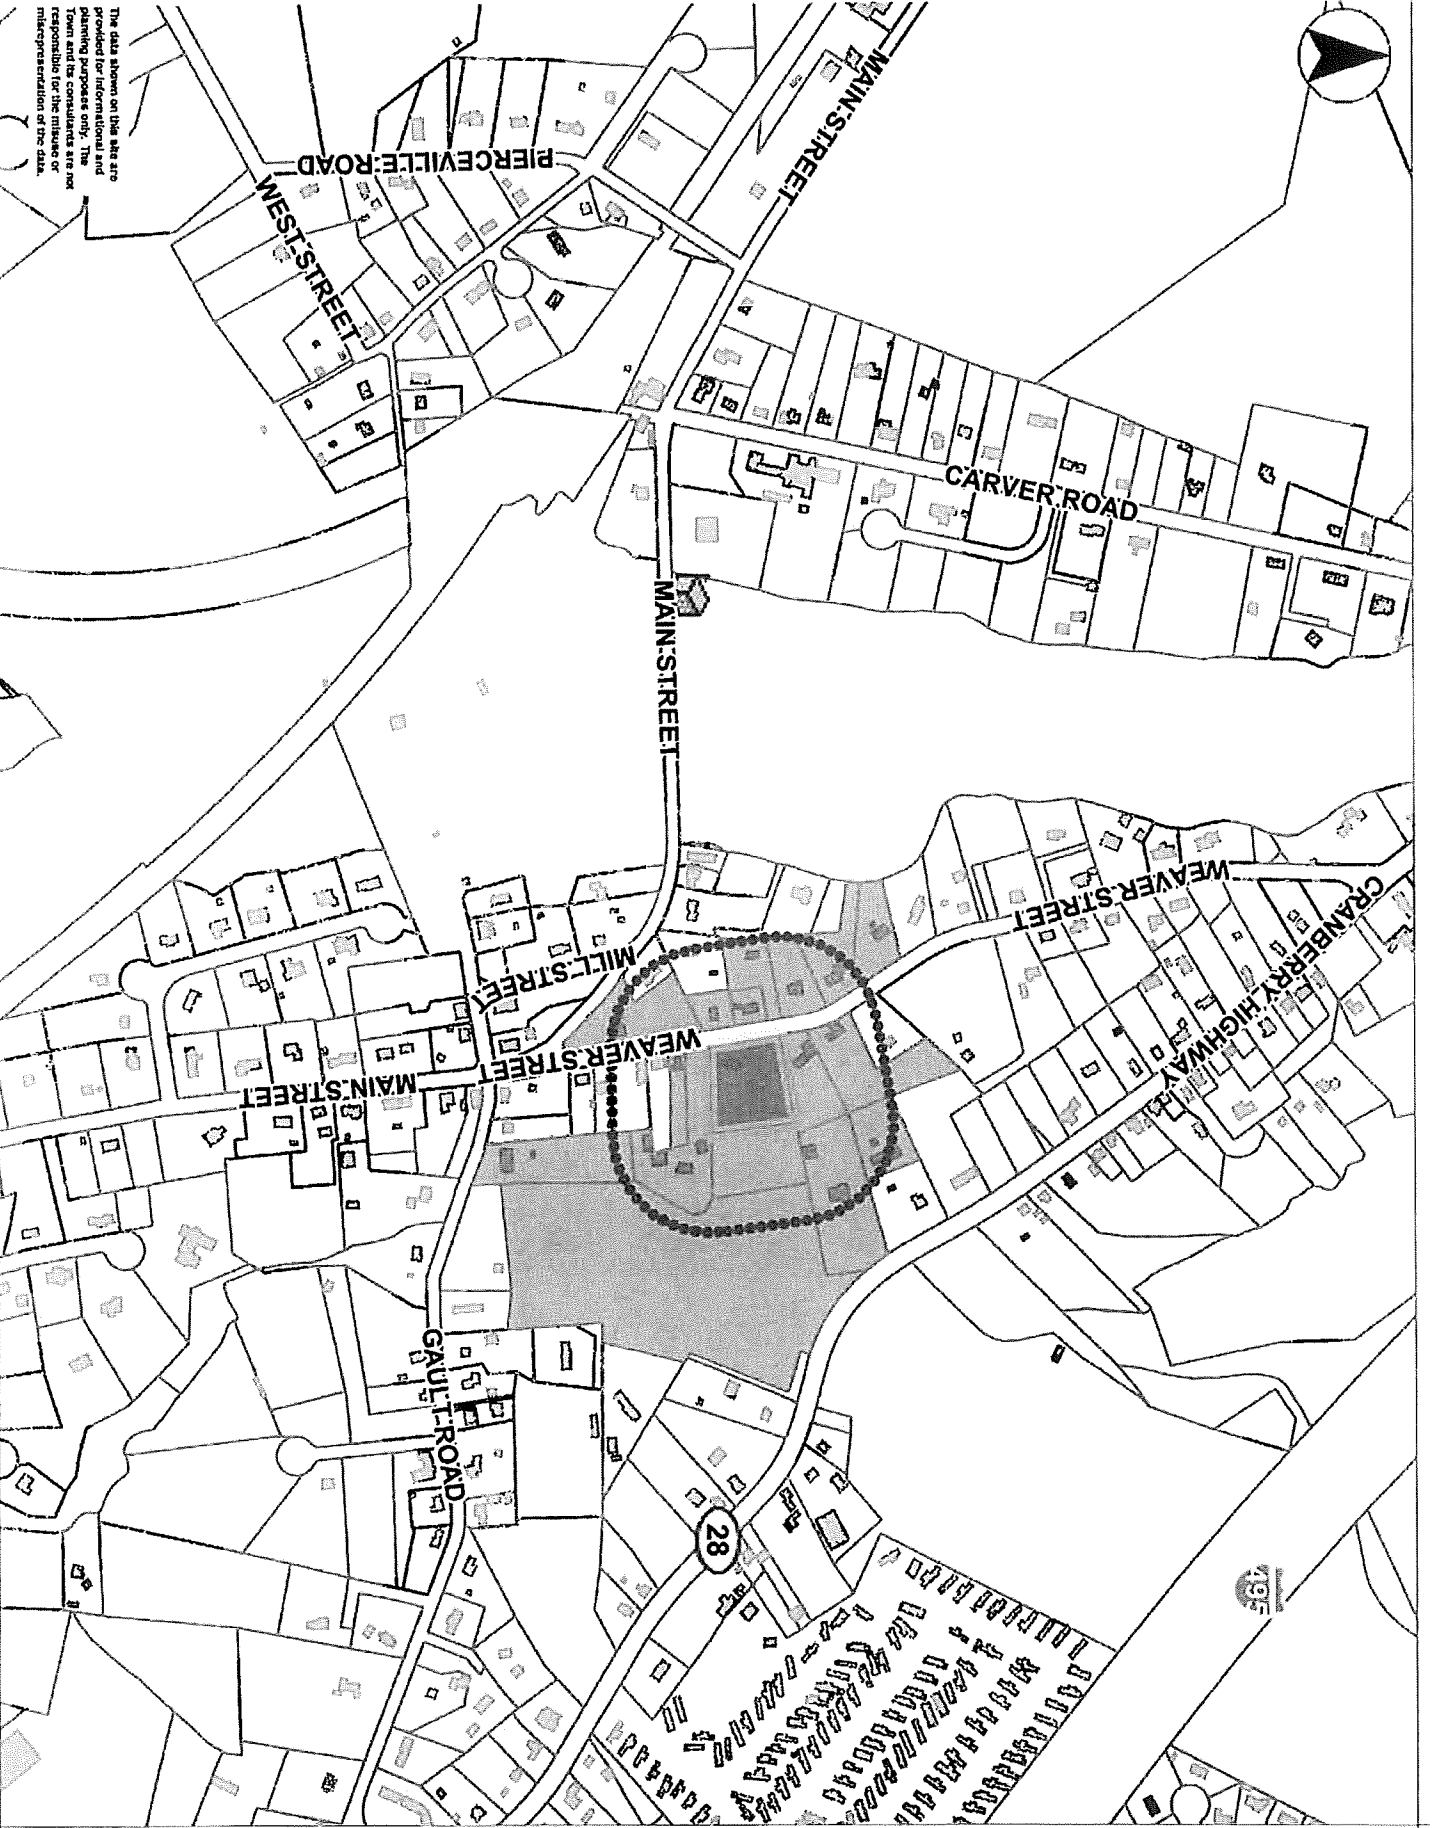 The data shown on this site are
provided for informational and
planning purposes only. The
Town and its consultants are not
responsible for the misuse or
misrepresentation of the data.
MAIN STREET
PIERCEVILLE ROAD
WEST STREET
CARVER ROAD
MAIN STREET
WEAVER STREET
CRANBERRY HIGHWAY
MILL STREET
WEAVER STREET
MAIN STREET
GAULT ROAD
28
495